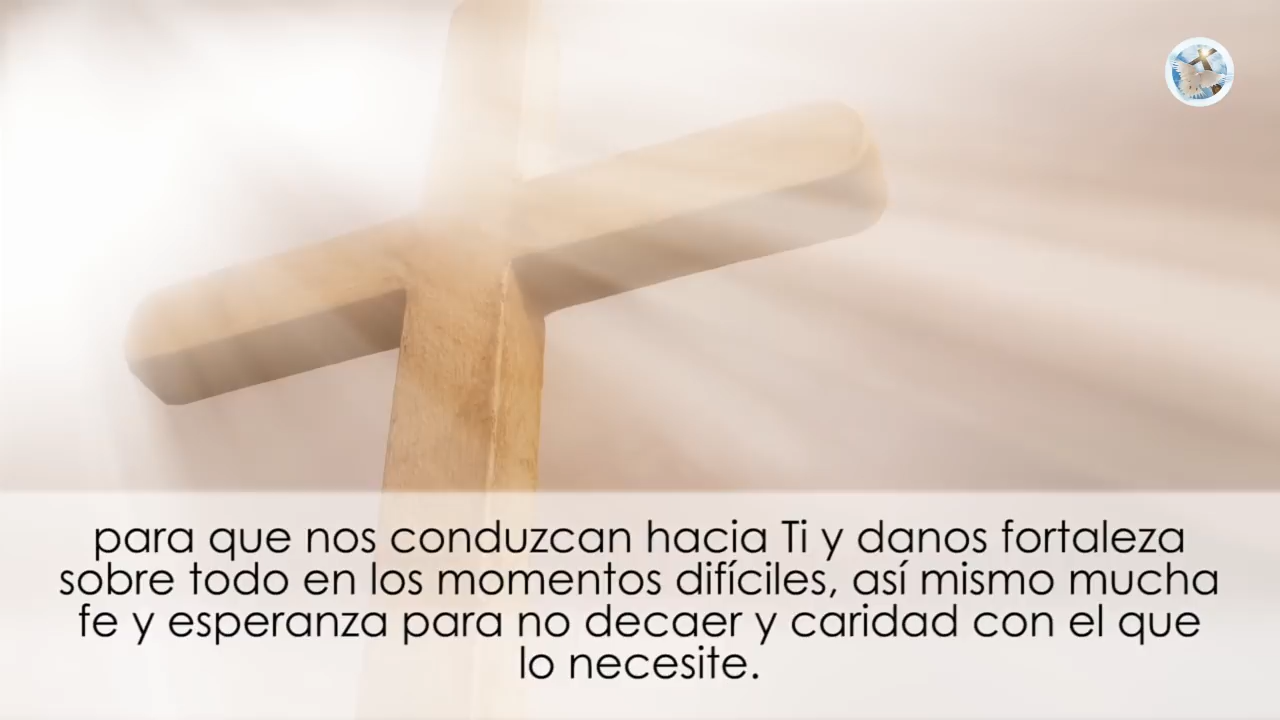 para que nos conduzcan hacia Ti y danos fortaleza
sobre todo en los momentos difíciles, así mismo mucha
fe y esperanza para no decaer y caridad con el que
lo necesite.